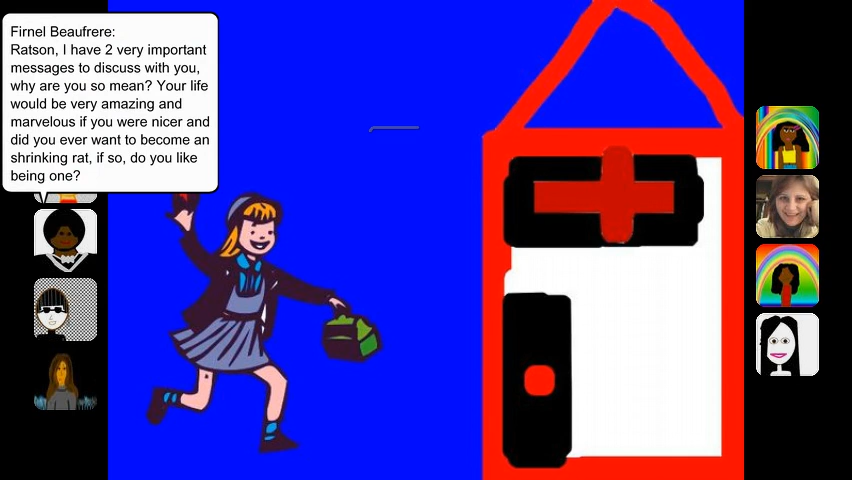 Firnel Beaufrere:
Ratson, I have 2 very important
messages to discuss with you,
why are you so mean? Your life
would be very amazing and
marvelous if you were nicer and
did you ever want to become an
shrinking rat, if so, do you like
being one?